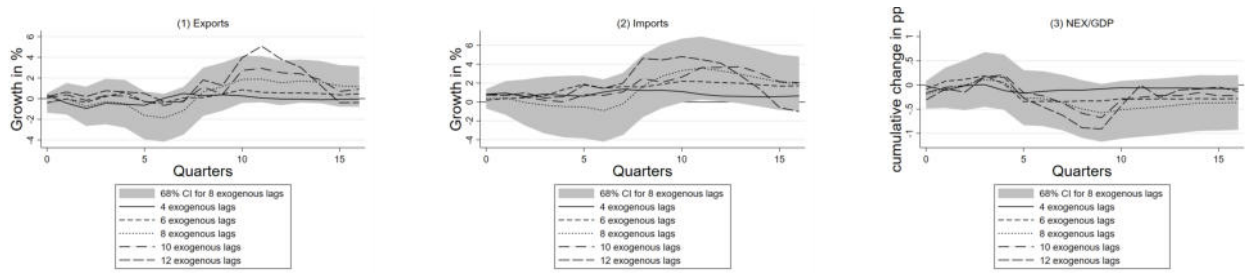 (1) Exports
Growth in %
6
4
2
0
-2
-4
0
5
10
15
Quarters
68% CI for 8 exogenous lags
4 exogenous lags
6 exogenous lags
8 exogenous lags
10 exogenous lags
12 exogenous lags
(2) Imports
Growth in %
6
4
2
0
-2
-4
0
5
10
15
Quarters
68% CI for 8 exogenous lags
4 exogenous lags
6 exogenous lags
8 exogenous lags
10 exogenous lags
12 exogenous lags
(3) NEX/GDP
cumulative change in pp
1
.5
0
-.5
-1
0
5
10
15
Quarters
68% CI for 8 exogenous lags
4 exogenous lags
6 exogenous lags
8 exogenous lags
10 exogenous lags
12 exogenous lags